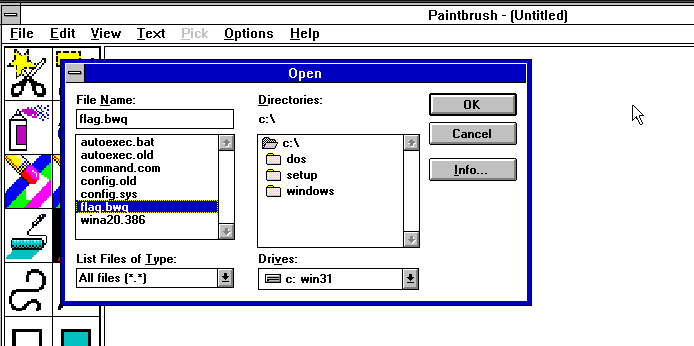 Paintbrush - (Untitled)
File Edit View Text Pick Options Help
Open
File Name:
flag.bwq
autoexec.bat
autoexec.old
command.com
config.old
config.sys
flag.bwq
wina20.386
List Files of Type:
All files (*.*)
Directories:
c:\
c:\
dos
setup
windows
Drives:
c: win31
OK
Cancel
Info...